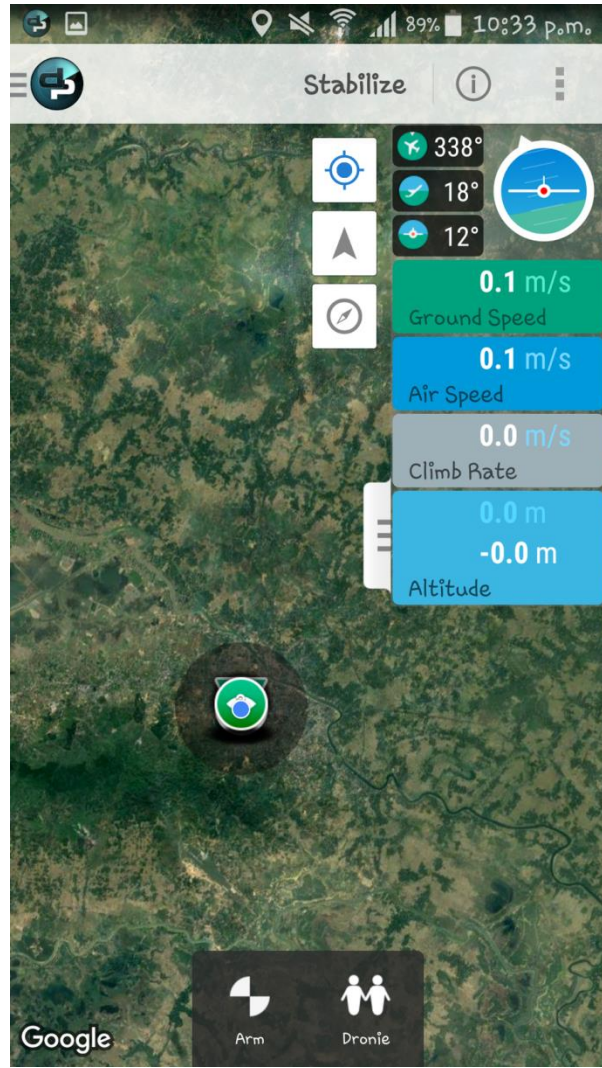 89% 10:33 p.m.
Stabilize
338°
18°
12°
0.1 m/s
Ground Speed
0.1 m/s
Air Speed
0.0 m/s
Climb Rate
0.0 m
-0.0 m
Altitude
Arm Dronie
Google